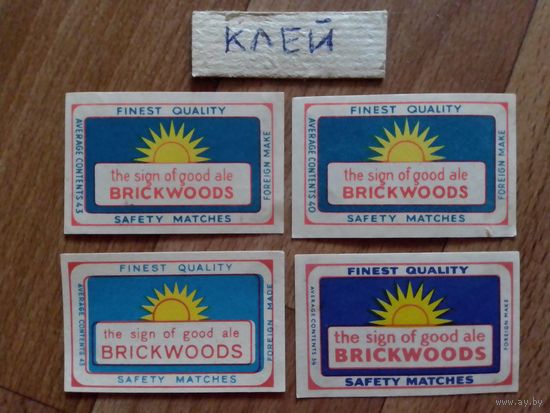 КЛЕЙ
FINEST QUALITY
AVERAGE CONTENTS 43
the sign of good ale
BRICKWOODS
FOREIGN MAKE
SAFETY MATCHES
FINEST QUALITY
AVERAGE CONTENTS 40
the sign of good ale
BRICKWOODS
FOREIGN MAKE
SAFETY MATCHES
FINEST QUALITY
AVERAGE CONTENTS 43
the sign of good ale
BRICKWOODS
FOREIGN MADE
SAFETY MATCHES
FINEST QUALITY
AVERAGE CONTENTS
the sign of good ale
BRICKWOODS
FOREIGN MAKE
SAFETY MATCHES
www.ay.by